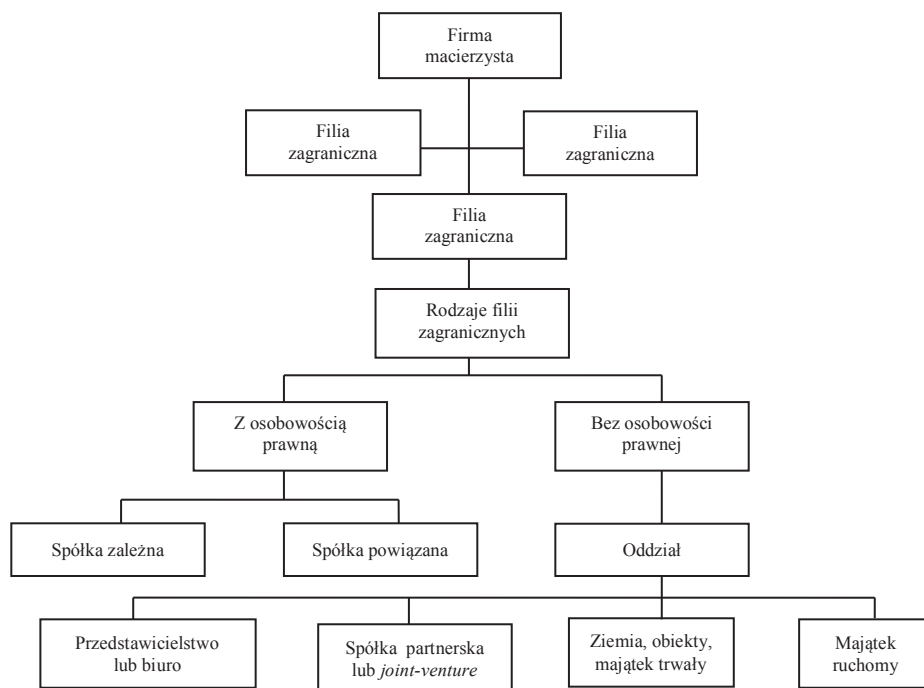 Firma
macierzysta
Filia
zagraniczna
Filia
zagraniczna
Filia
zagraniczna
Rodzaje filii
zagranicznych
Z osobowością
prawną
Bez osobowości
prawnej
Spółka zależna
Spółka powiązana
Oddział
Przedstawicielstwo
lub biuro
Spółka partnerska
lub joint-venture
Ziemia, obiekty,
majątek trwały
Majątek
ruchomy